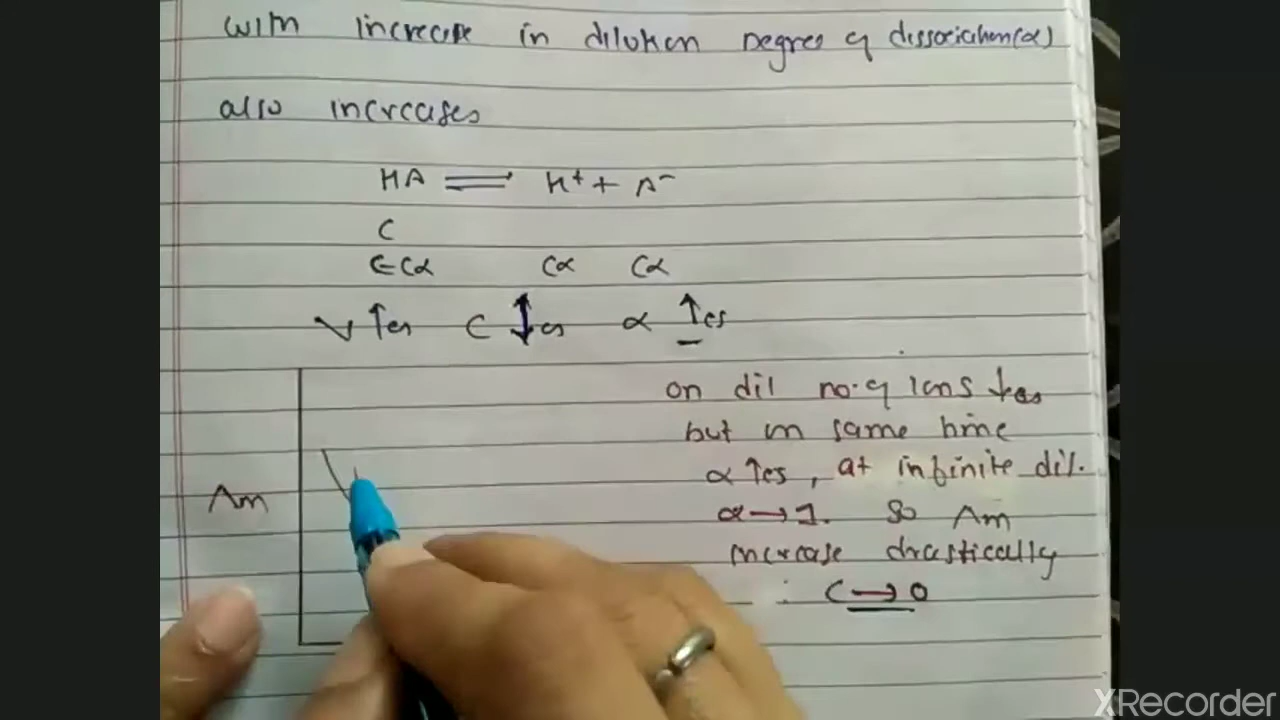 with increase in dilution Degree of dissociation(α)
also increases
HA ⇌ H⁺ + A⁻
C
C-Cα Cα Cα
V ↑es C ↓es α ↑es
on dil no. of ions ↓es
but in same time
α ↑es, at infinite dil.
α → 1. so Λm
increase drastically
∴ C → 0
Λm
XRecorder